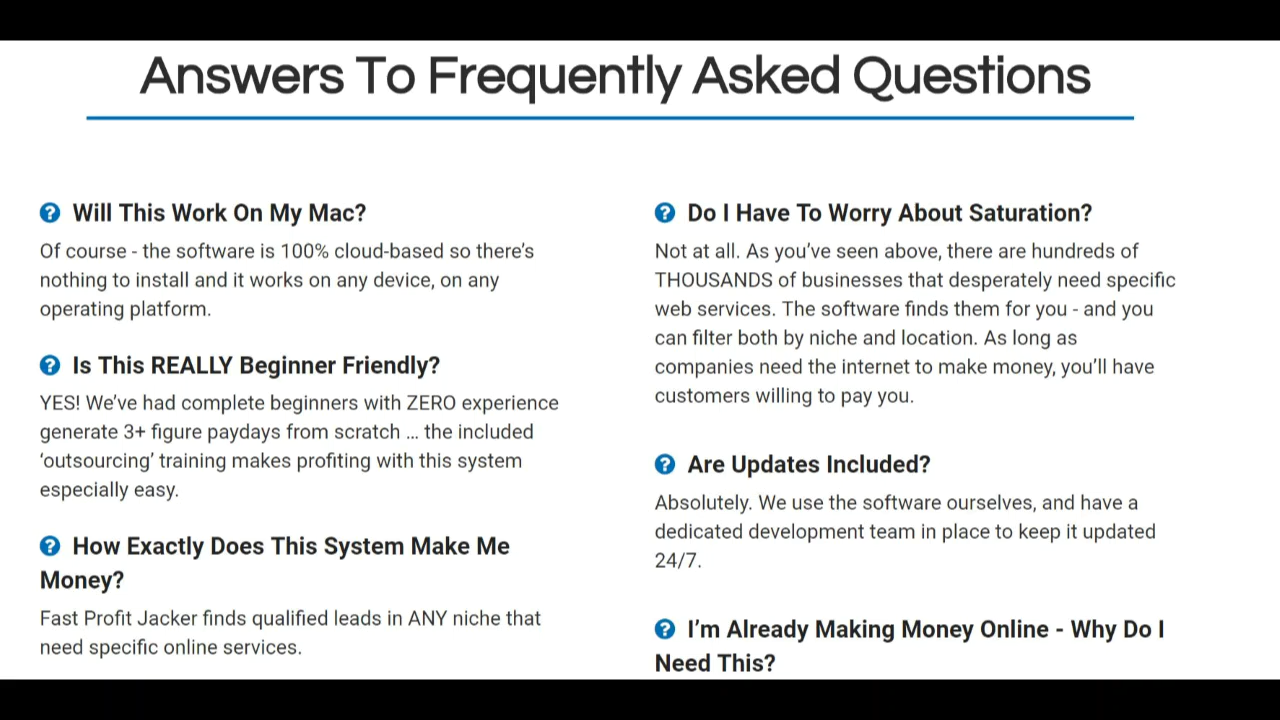 Answers To Frequently Asked Questions
Will This Work On My Mac?
Of course - the software is 100% cloud-based so there's
nothing to install and it works on any device, on any
operating platform.
Is This REALLY Beginner Friendly?
YES! We've had complete beginners with ZERO experience
generate 3+ figure paydays from scratch ... the included
'outsourcing' training makes profiting with this system
especially easy.
How Exactly Does This System Make Me
Money?
Fast Profit Jacker finds qualified leads in ANY niche that
need specific online services.
Do I Have To Worry About Saturation?
Not at all. As you've seen above, there are hundreds of
THOUSANDS of businesses that desperately need specific
web services. The software finds them for you - and you
can filter both by niche and location. As long as
companies need the internet to make money, you'll have
customers willing to pay you.
Are Updates Included?
Absolutely. We use the software ourselves, and have a
dedicated development team in place to keep it updated
24/7.
I'm Already Making Money Online - Why Do I
Need This?